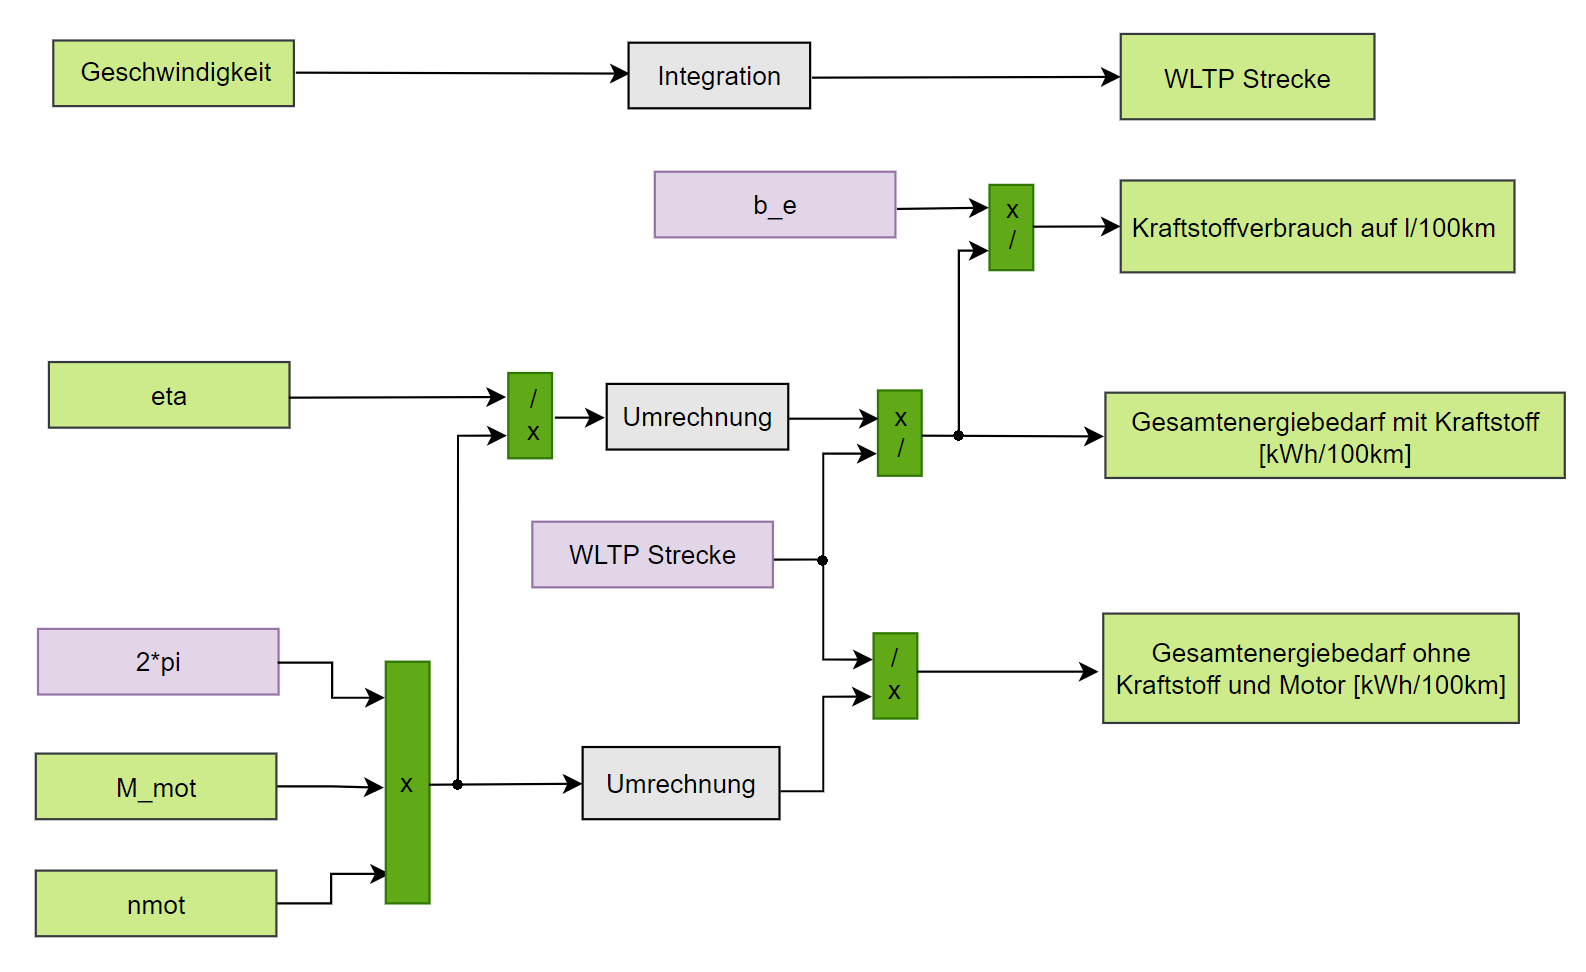 Geschwindigkeit
Integration
WLTP Strecke
b_e
x
/
Kraftstoffverbrauch auf l/100km
eta
/
x
Umrechnung
x
/
Gesamtenergiebedarf mit Kraftstoff
[kWh/100km]
WLTP Strecke
2*pi
/
x
Gesamtenergiebedarf ohne
Kraftstoff und Motor [kWh/100km]
M_mot
x
Umrechnung
nmot